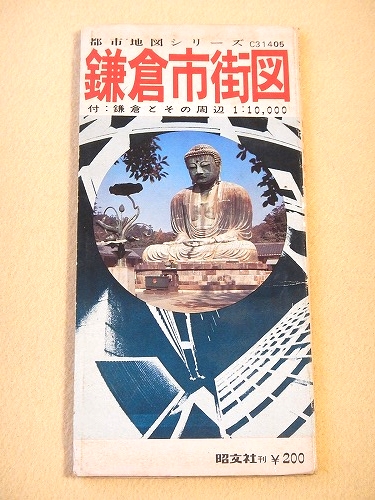 都市地図シリーズ C31405
鎌倉市街図
付：鎌倉とその周辺 1:10,000
昭文社刊 ¥200